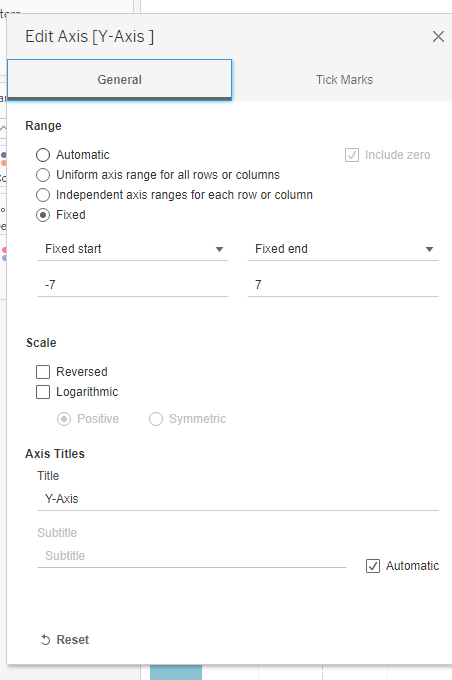 Edit Axis [Y-Axis ]
General
Tick Marks
Range
Automatic
Include zero
Uniform axis range for all rows or columns
Independent axis ranges for each row or column
Fixed
Fixed start
Fixed end
-7
7
Scale
Reversed
Logarithmic
Positive
Symmetric
Axis Titles
Title
Y-Axis
Subtitle
Subtitle
Automatic
Reset